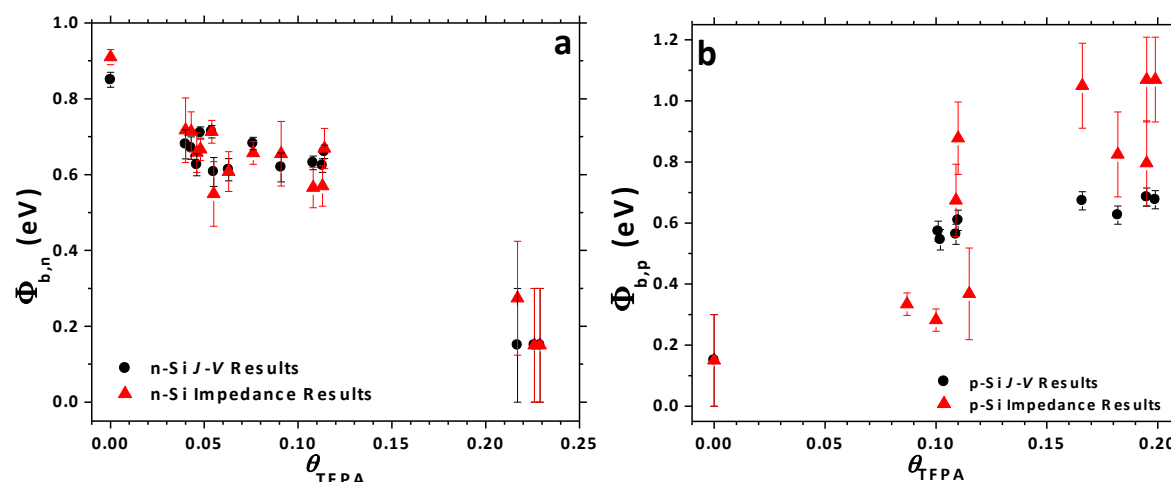 a
1.0
0.8
0.6
0.4
0.2
0.0
Φb,n (eV)
n-Si J-V Results
n-Si Impedance Results
0.00 0.05 0.10 0.15 0.20 0.25
θTFPA
b
1.2
1.0
0.8
0.6
0.4
0.2
0.0
Φb,p (eV)
p-Si J-V Results
p-Si Impedance Results
0.00 0.05 0.10 0.15 0.20
θTFPA